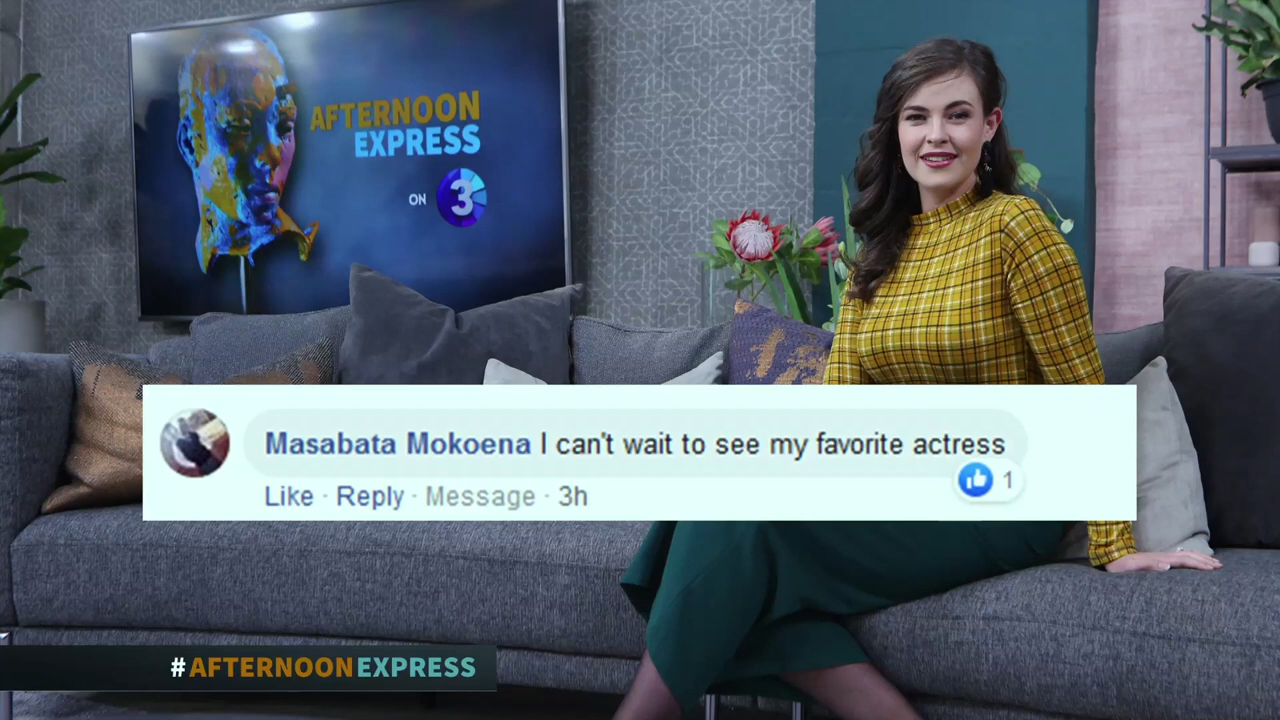 AFTERNOON
EXPRESS
ON 3
Masabata Mokoena I can't wait to see my favorite actress
1
Like · Reply · Message · 3h
#AFTERNOONEXPRESS